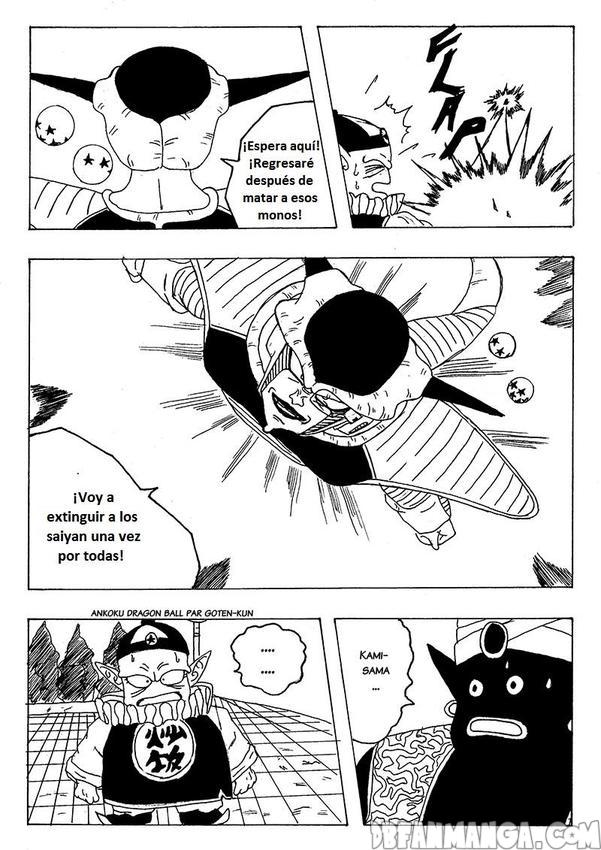 ¡Espera aquí!
¡Regresaré
después de
matar a esos
monos!
FLAP
¡Voy a
extinguir a los
saiyan una vez
por todas!
ANKOKU DRAGON BALL PAR GOTEN-KUN
....
....
KAMI-
SAMA
...
DBFANMANGA.COM